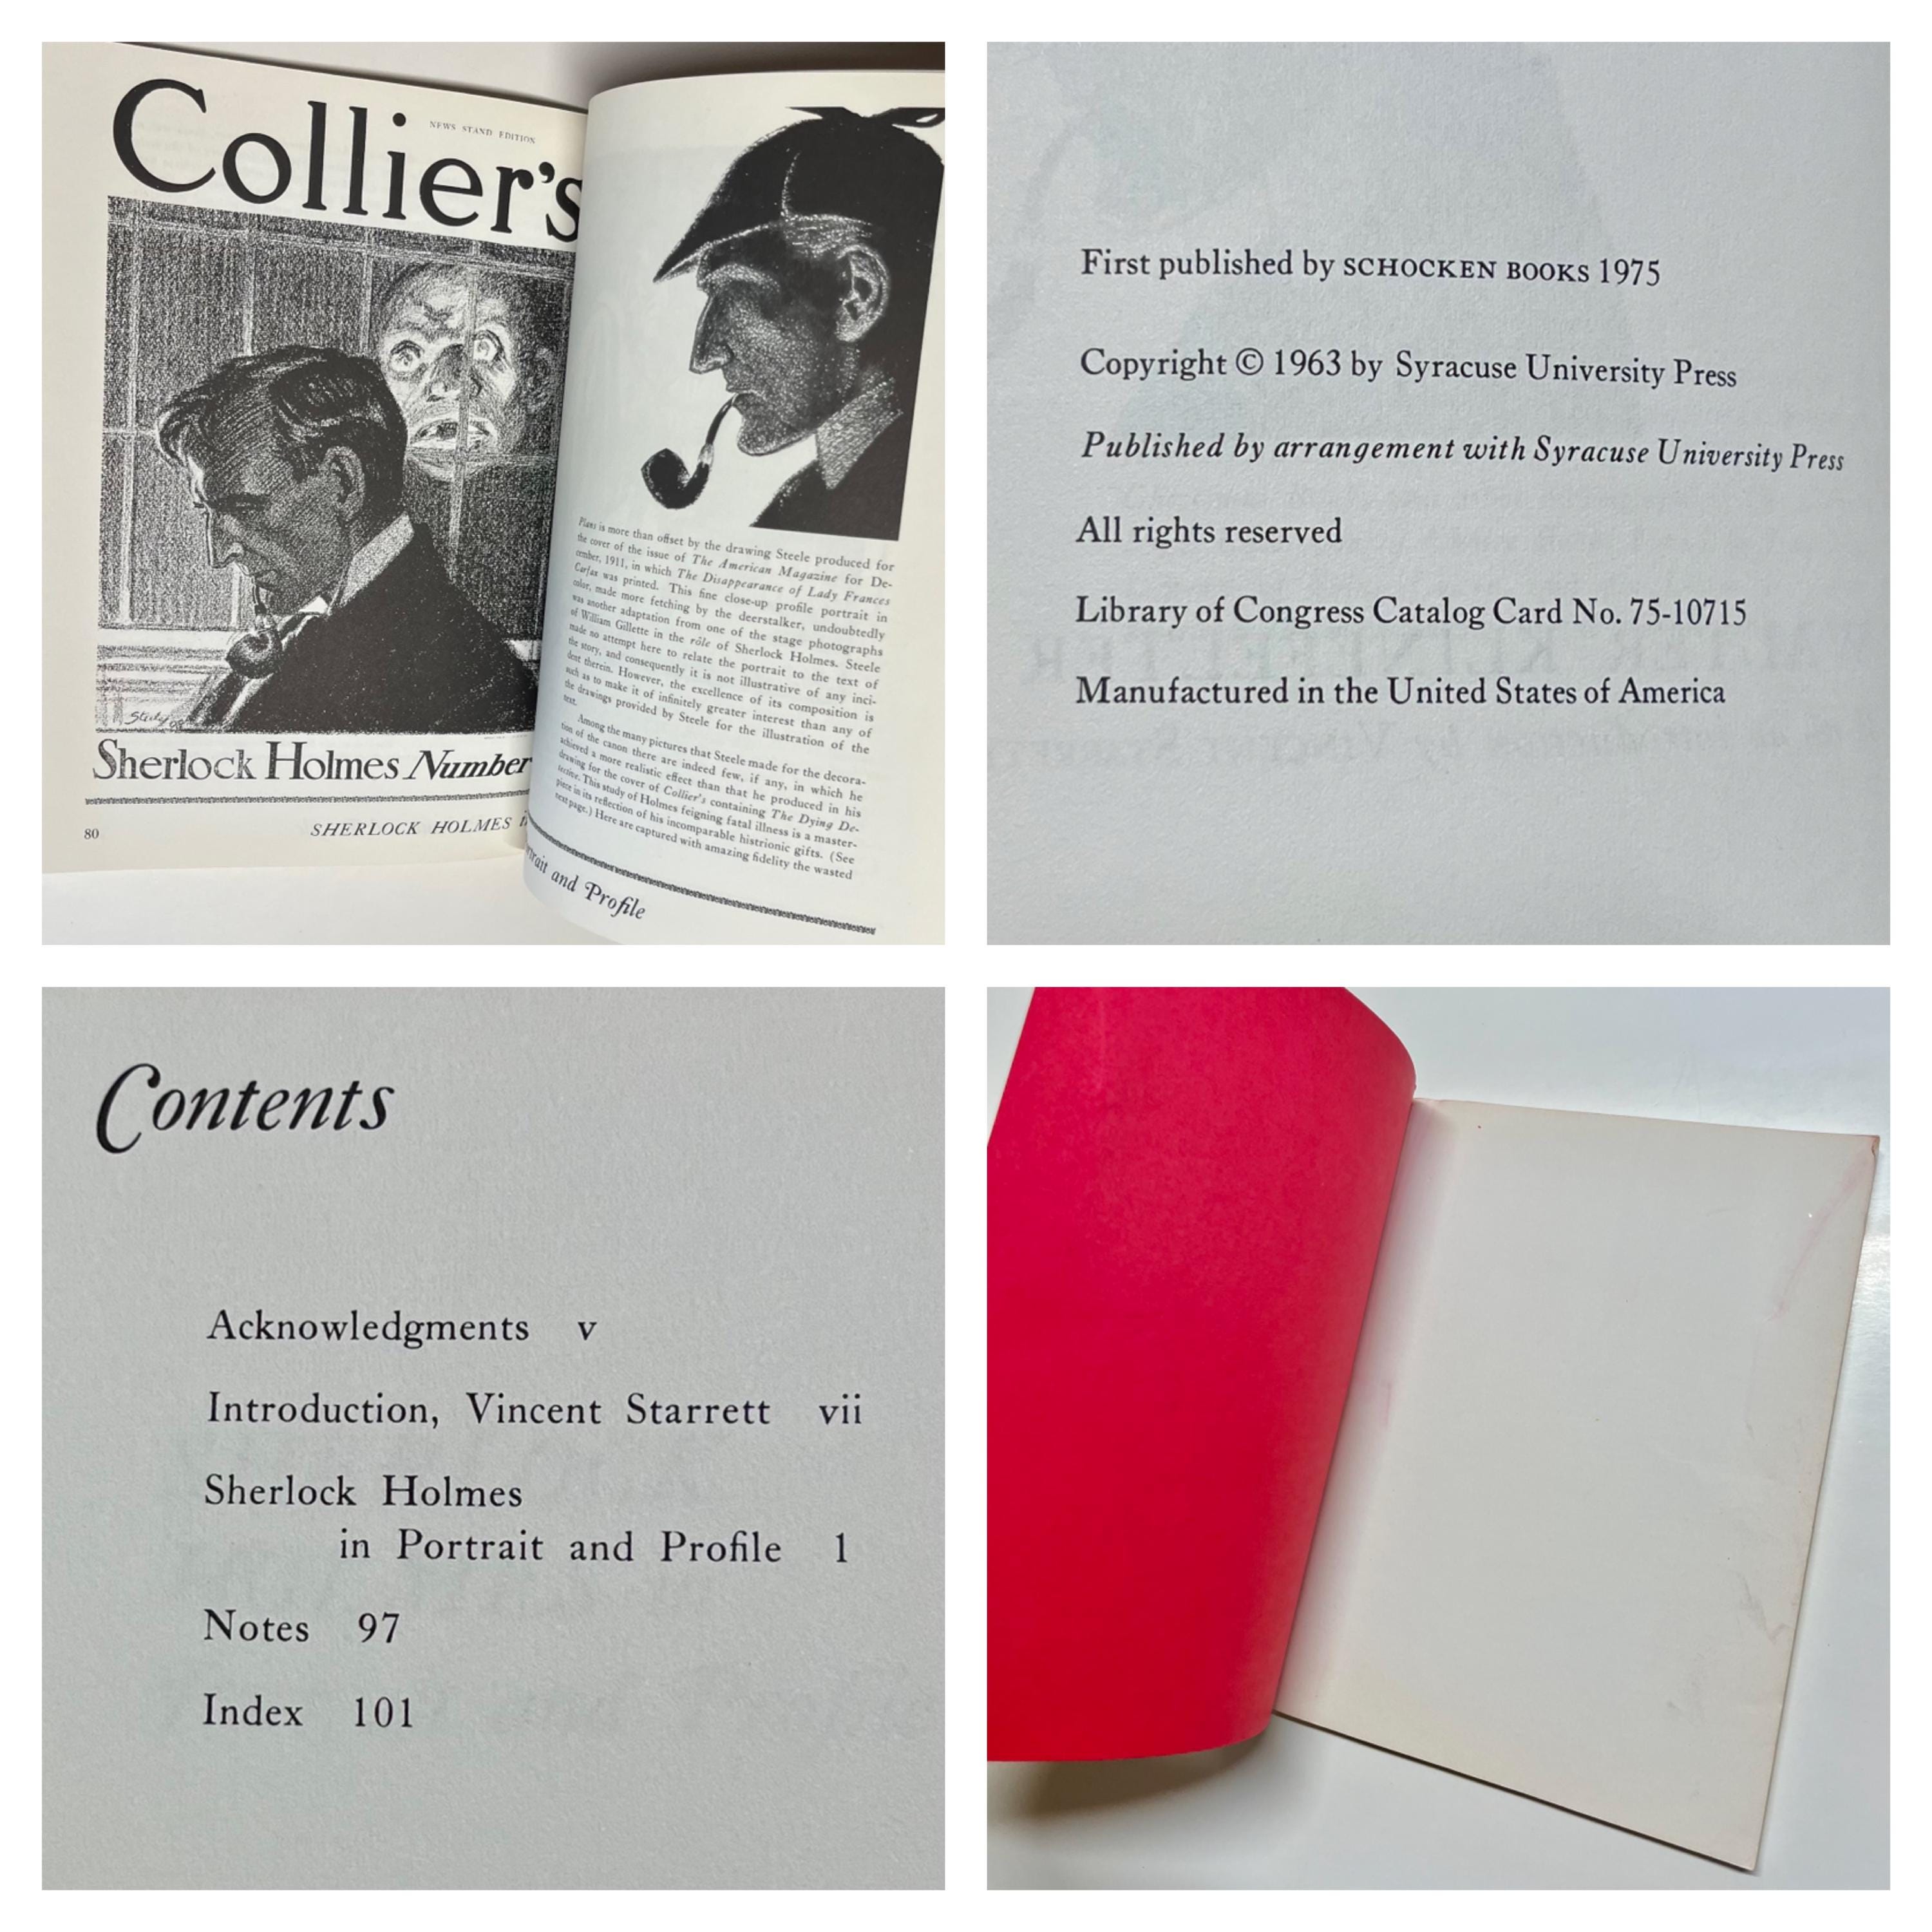 Collier's
NEWS STAND EDITION
Steele
Sherlock Holmes Number
80
SHERLOCK HOLMES
Plans is more than offset by the drawing Steele produced for
the cover of the issue of The American Magazine for De-
cember, 1911, in which The Disappearance of Lady Frances
Carfax was printed. This fine close-up profile portrait in
color, made more fetching by the deerstalker, undoubtedly
was another adaptation from one of the stage photographs
of William Gillette in the rôle of Sherlock Holmes. Steele
made no attempt here to relate the portrait to the text of
the story, and consequently it is not illustrative of any inci-
dent therein. However, the excellence of its composition is
such as to make it of infinitely greater interest than any of
the drawings provided by Steele for the illustration of the
text.
Among the many pictures that Steele made for the decora-
tion of the canon there are indeed few, if any, in which he
achieved a more realistic effect than that he produced in his
drawing for the cover of Collier's containing The Dying De-
tective. This study of Holmes feigning fatal illness is a master-
piece in its reflection of his incomparable histrionic gifts. (See
next page.) Here are captured with amazing fidelity the wasted
and Profile
First published by SCHOCKEN BOOKS 1975
Copyright © 1963 by Syracuse University Press
Published by arrangement with Syracuse University Press
All rights reserved
Library of Congress Catalog Card No. 75-10715
Manufactured in the United States of America
Contents
Acknowledgments v
Introduction, Vincent Starrett vii
Sherlock Holmes
in Portrait and Profile 1
Notes 97
Index 101